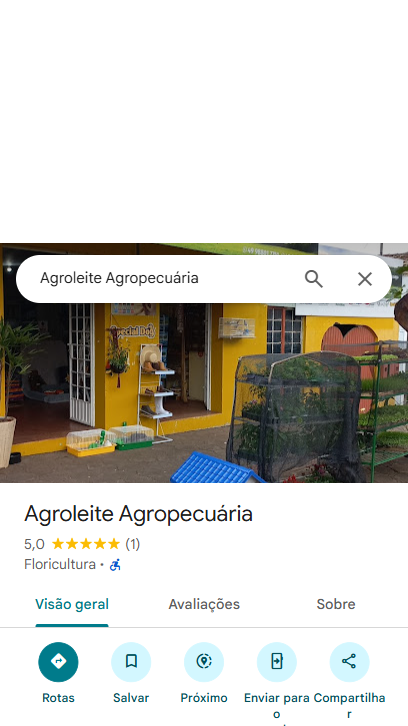 Agroleite Agropecuária
Agroleite Agropecuária
5,0 (1)
Floricultura •
Visão geral Avaliações Sobre
Rotas Salvar Próximo Enviar para o Compartilhar